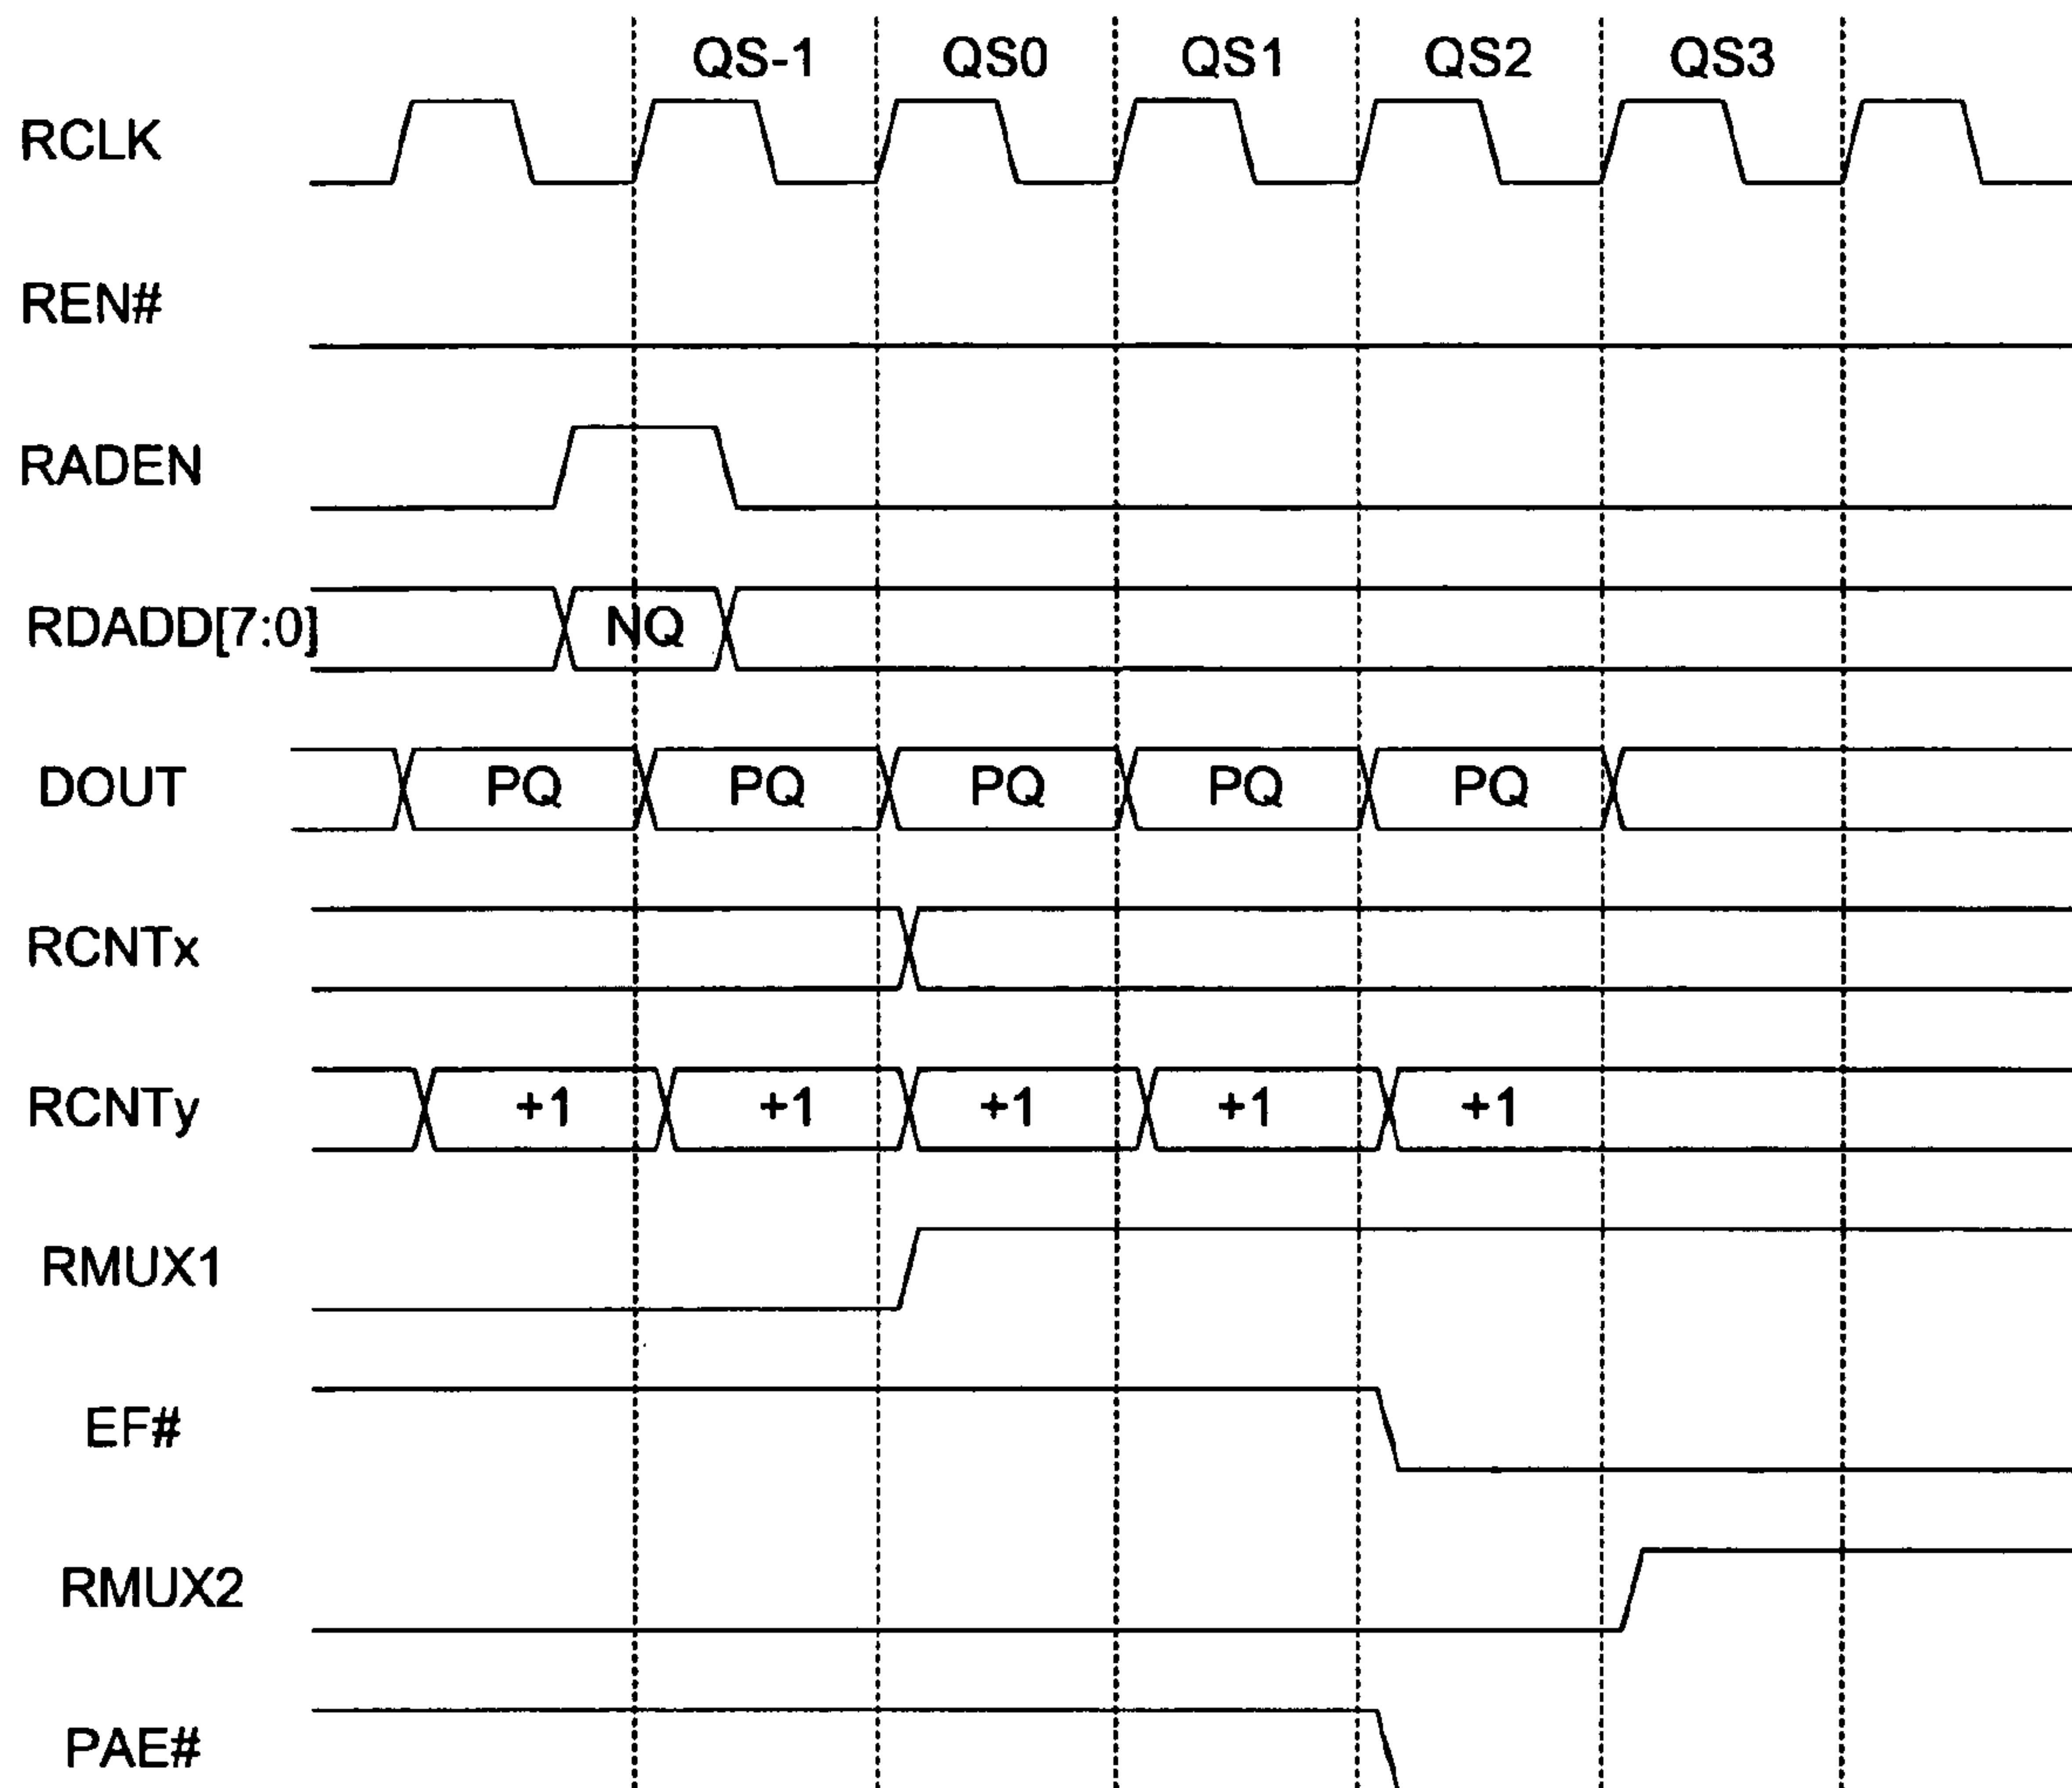 QS-1 QS0 QS1 QS2 QS3
RCLK
REN#
RADEN
RDADD[7:0] NQ
DOUT PQ PQ PQ PQ PQ
RCNTx
RCNTy +1 +1 +1 +1 +1
RMUX1
EF#
RMUX2
PAE#